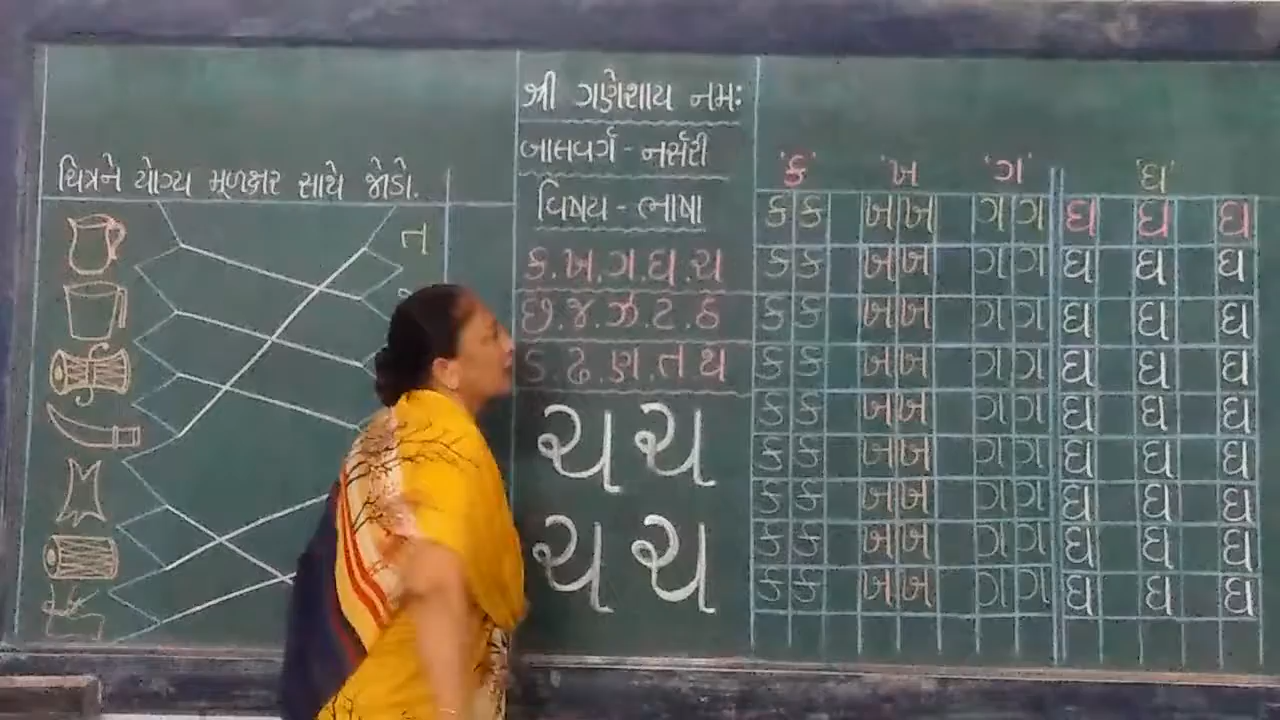 શ્રી ગણેશાય નમઃ
બાલવર્ગ - નર્સરી
વિષય - ભાષા
ક.ખ.ગ.ઘ.ચ
છ.જ.ઝ.ટ.ઠ
ડ.ઢ.ણ.ત.થ
ચ ચ
ચ ચ
ચિત્રને યોગ્ય મૂળાક્ષર સાથે જોડો.
ત
'ક' 'ખ' 'ગ' 'ઘ'
ક ક ખ ખ ગ ગ ઘ ઘ ઘ
ક ક ખ ખ ગ ગ ઘ ઘ ઘ
ક ક ખ ખ ગ ગ ઘ ઘ ઘ
ક ક ખ ખ ગ ગ ઘ ઘ ઘ
ક ક ખ ખ ગ ગ ઘ ઘ ઘ
ક ક ખ ખ ગ ગ ઘ ઘ ઘ
ક ક ખ ખ ગ ગ ઘ ઘ ઘ
ક ક ખ ખ ગ ગ ઘ ઘ ઘ
ક ક ખ ખ ગ ગ ઘ ઘ ઘ